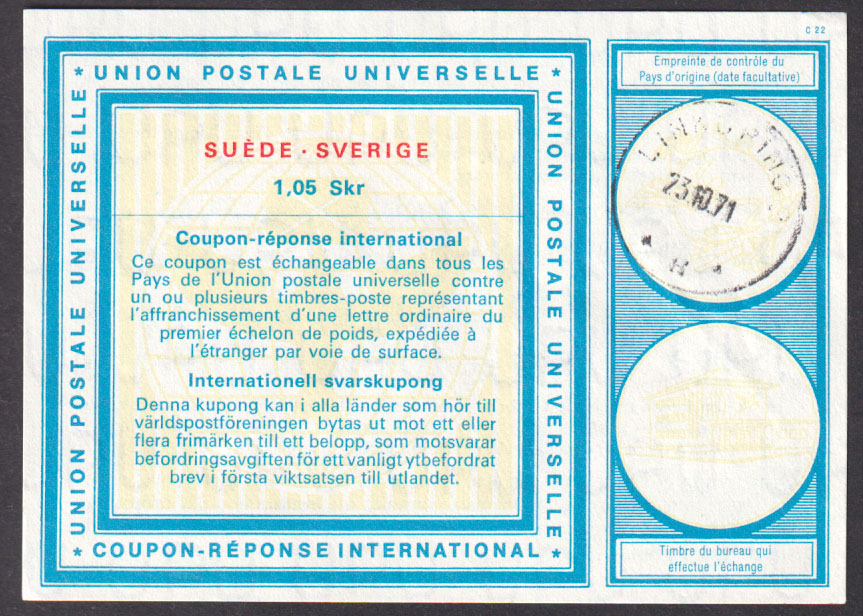 C 22
* UNION POSTALE UNIVERSELLE *
UNION POSTALE UNIVERSELLE
UNION POSTALE UNIVERSELLE
SUÈDE · SVERIGE
1,05 Skr
Coupon-réponse international
Ce coupon est échangeable dans tous les
Pays de l'Union postale universelle contre
un ou plusieurs timbres-poste représentant
l'affranchissement d'une lettre ordinaire du
premier échelon de poids, expédiée à
l'étranger par voie de surface.
Internationell svarskupong
Denna kupong kan i alla länder som hör till
världspostföreningen bytas ut mot ett eller
flera frimärken till ett belopp, som motsvarar
befordringsavgiften för ett vanligt ytbefordrat
brev i första viktsatsen till utlandet.
* COUPON-RÉPONSE INTERNATIONAL *
Empreinte de contrôle du
Pays d'origine (date facultative)
LINKÖPING
23.10.71
* H *
Timbre du bureau qui
effectue l'échange